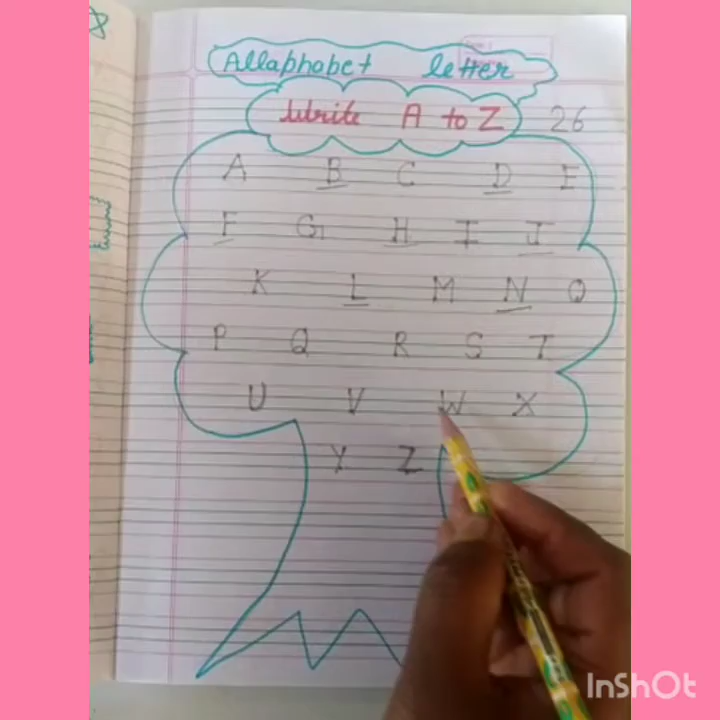 Allaphobet letter
Write A to Z 26
A B C D E
F G H I J
K L M N O
P Q R S T
U V W X
Y Z
InShOt